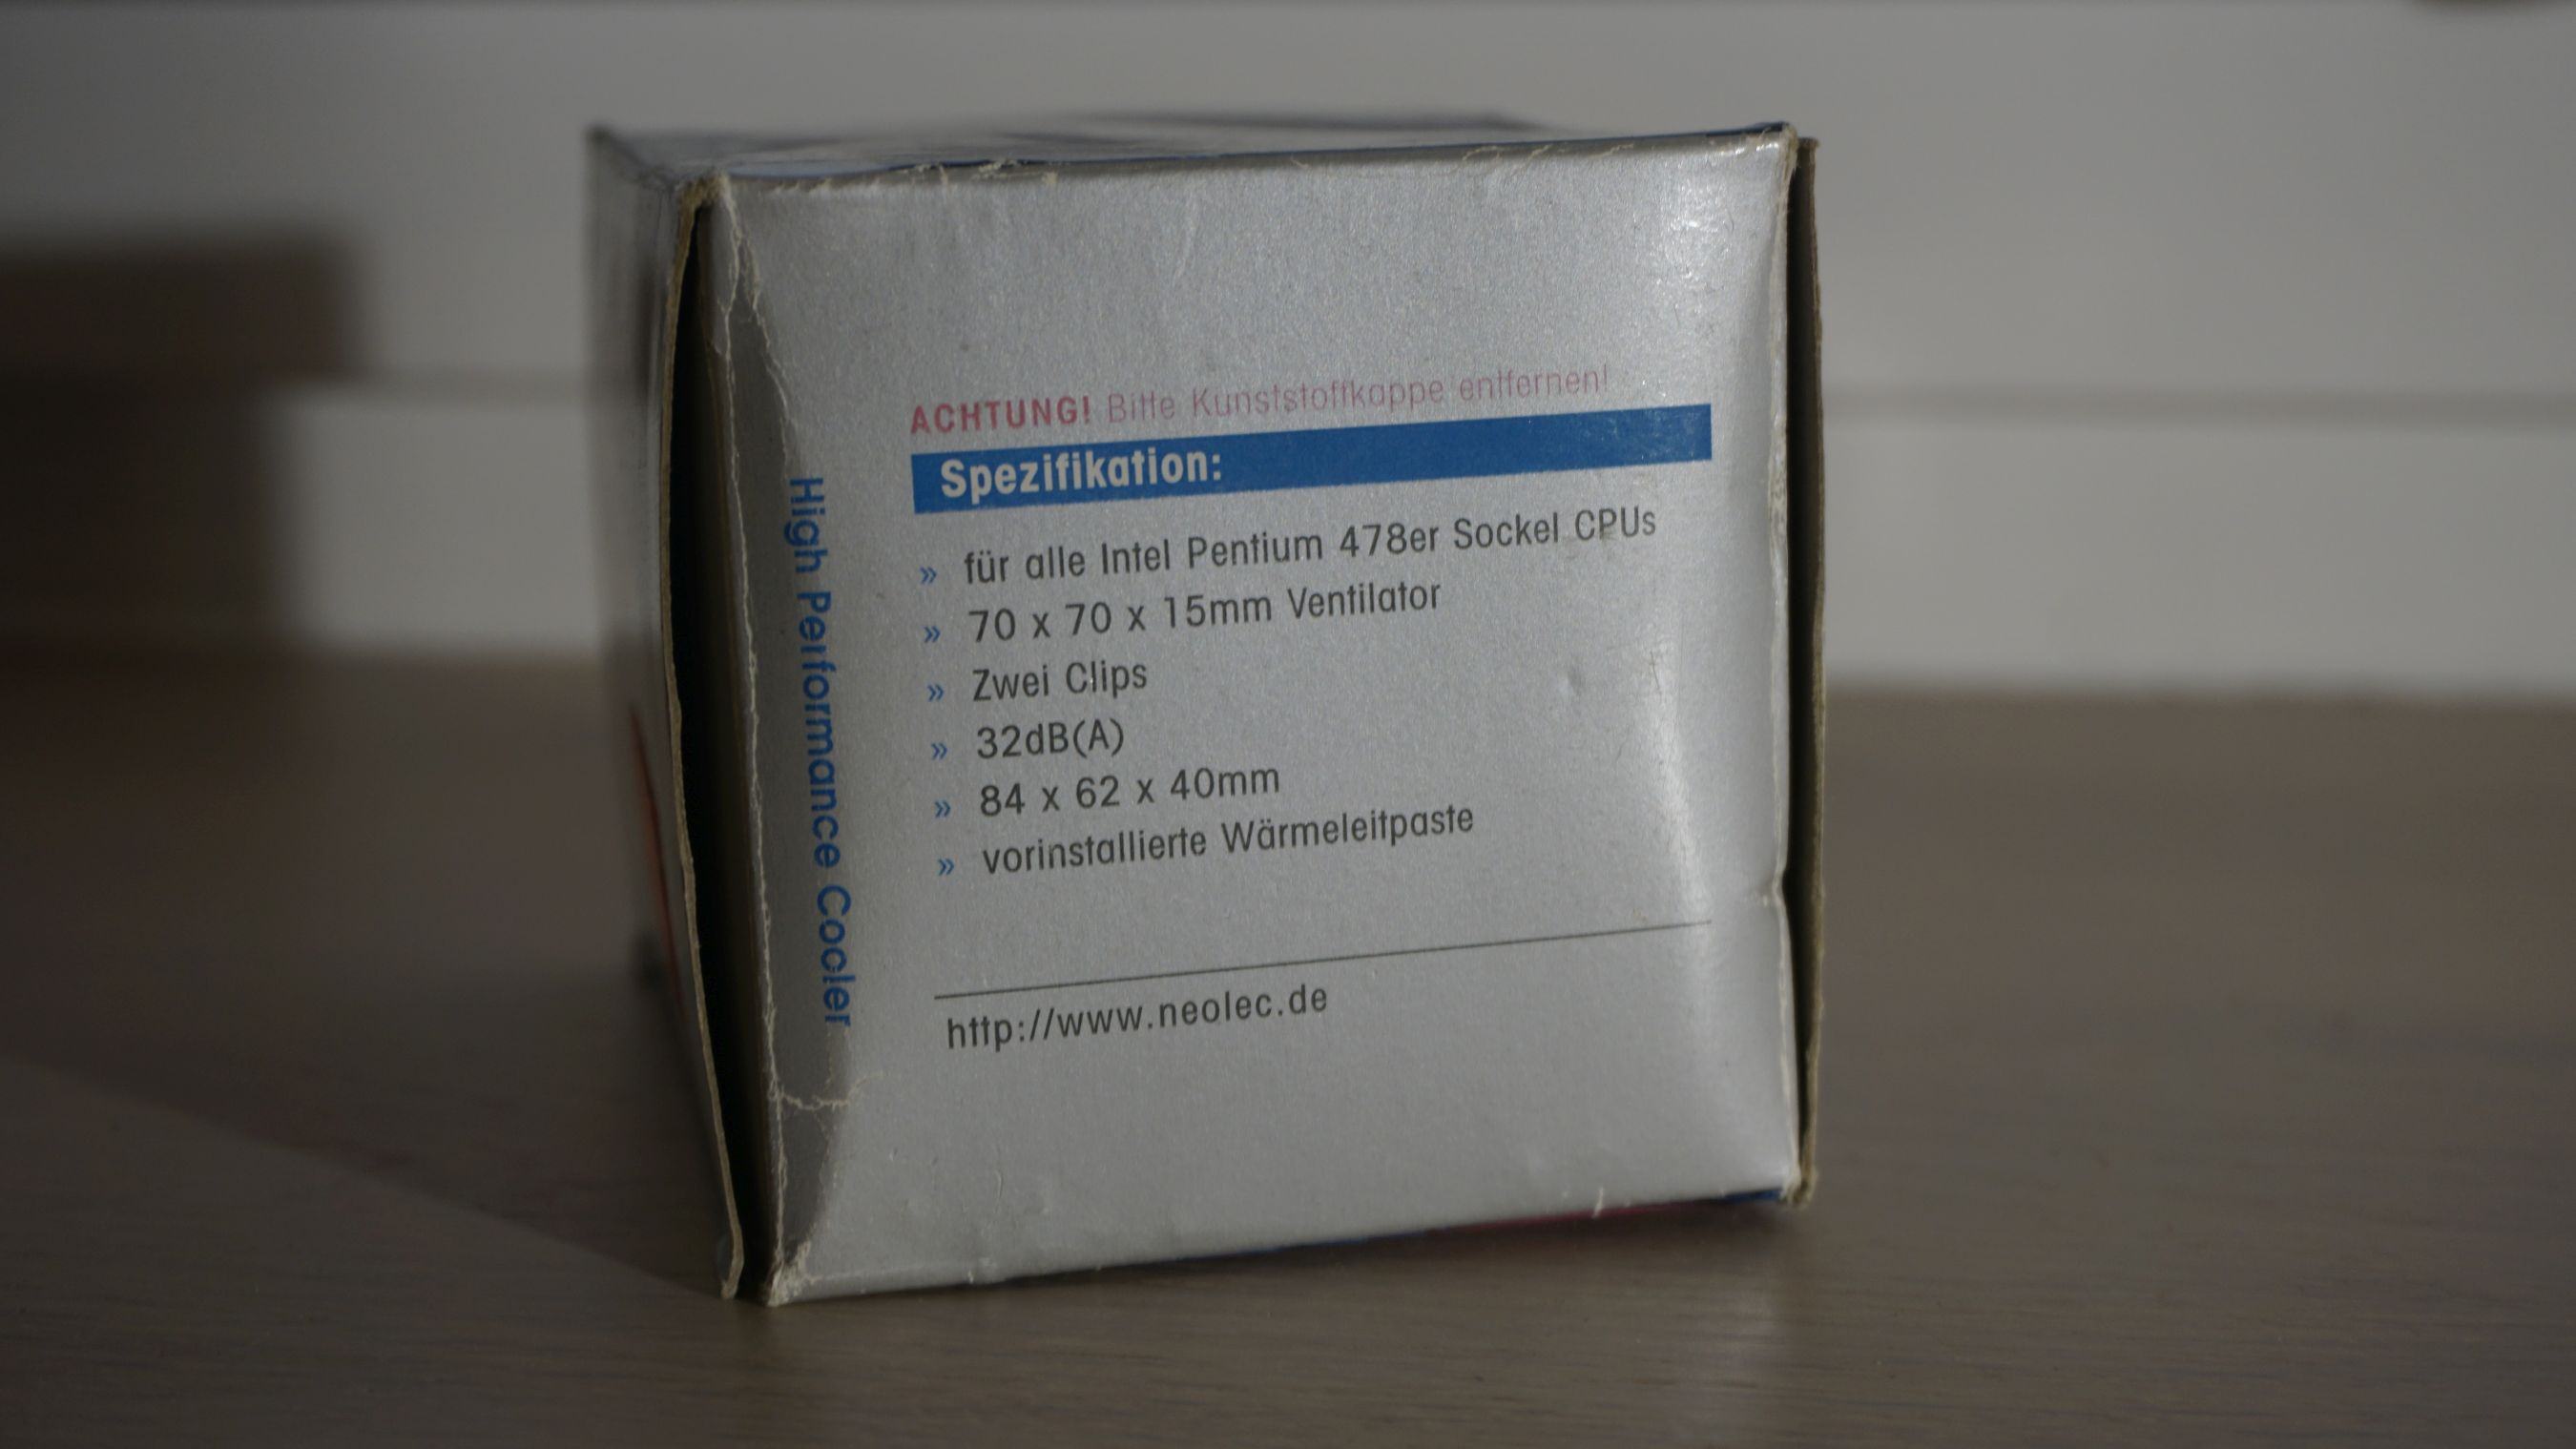 ACHTUNG! Bitte Kunststoffkappe entfernen!
Spezifikation:
» für alle Intel Pentium 478er Sockel CPUs
» 70 x 70 x 15mm Ventilator
» Zwei Clips
» 32dB(A)
» 84 x 62 x 40mm
» vorinstallierte Wärmeleitpaste
http://www.neolec.de
High Performance Cooler